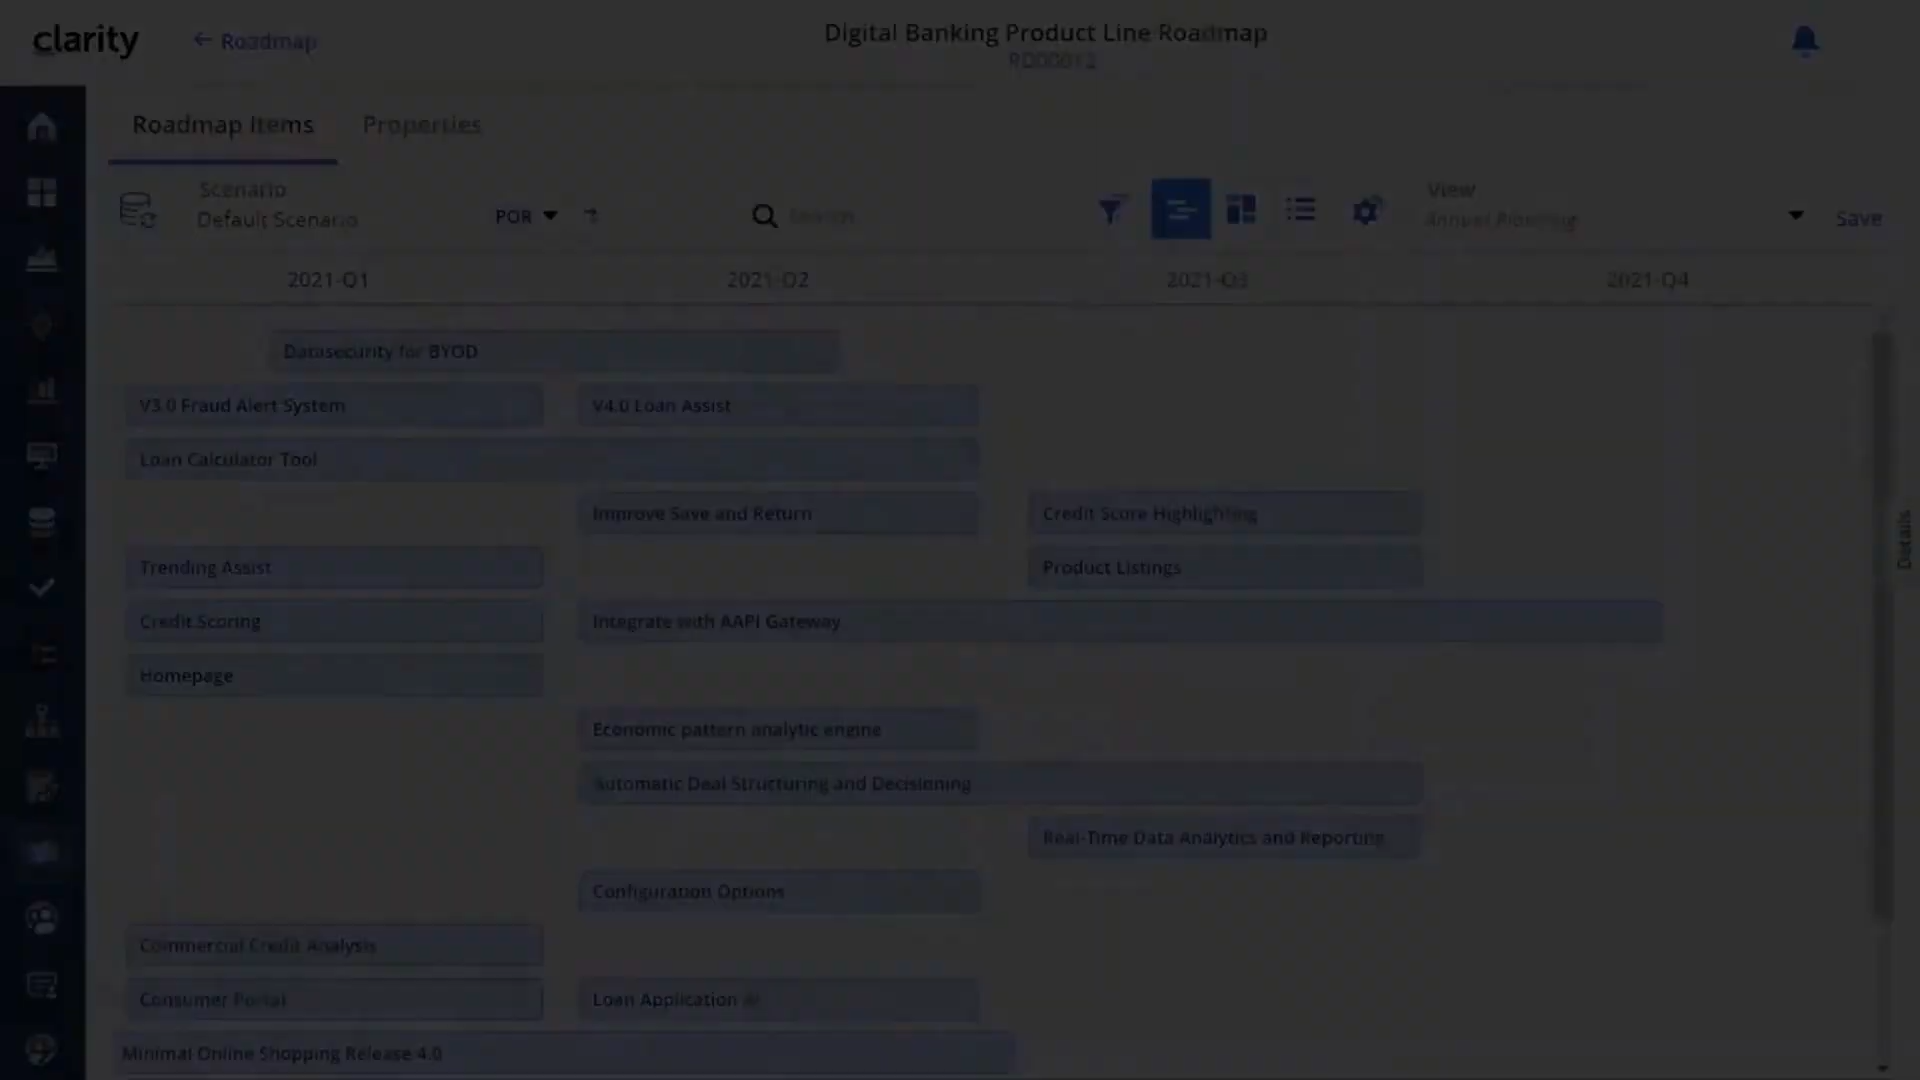 clarity
Roadmap
Digital Banking Product Line Roadmap
Roadmap Items
Properties
Scenario
Default Scenario
POR
Search
View
Annual Planning
Save
2021-Q1
2021-Q2
2021-Q3
2021-Q4
Datasecurity for BYOD
V3.0 Fraud Alert System
V4.0 Loan Assist
Loan Calculator Tool
Improve Save and Return
Credit Score Highlighting
Trending Assist
Product Listings
Credit Scoring
Integrate with AAPI Gateway
Homepage
Economic pattern analytic engine
Automatic Deal Structuring and Decisioning
Real-Time Data Analytics and Reporting
Configuration Options
Commercial Credit Analysis
Consumer Portal
Loan Application
Minimal Online Shopping Release 4.0
Details